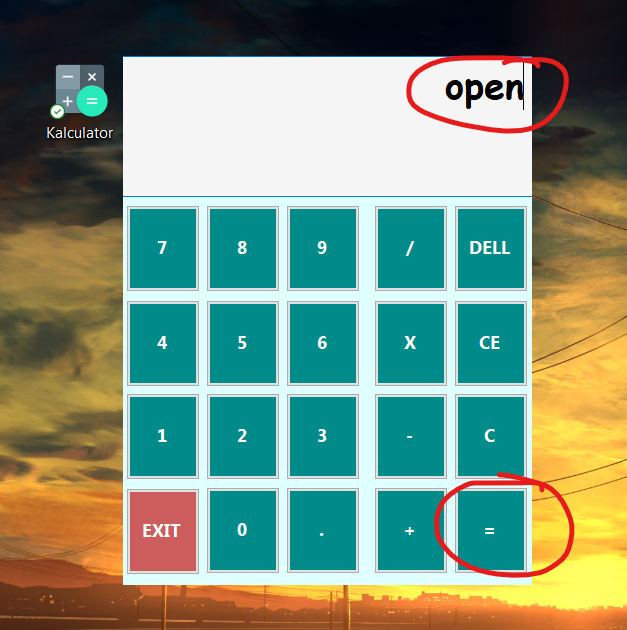 open
Kalculator
7 8 9 / DELL
4 5 6 X CE
1 2 3 - C
EXIT 0 . + =